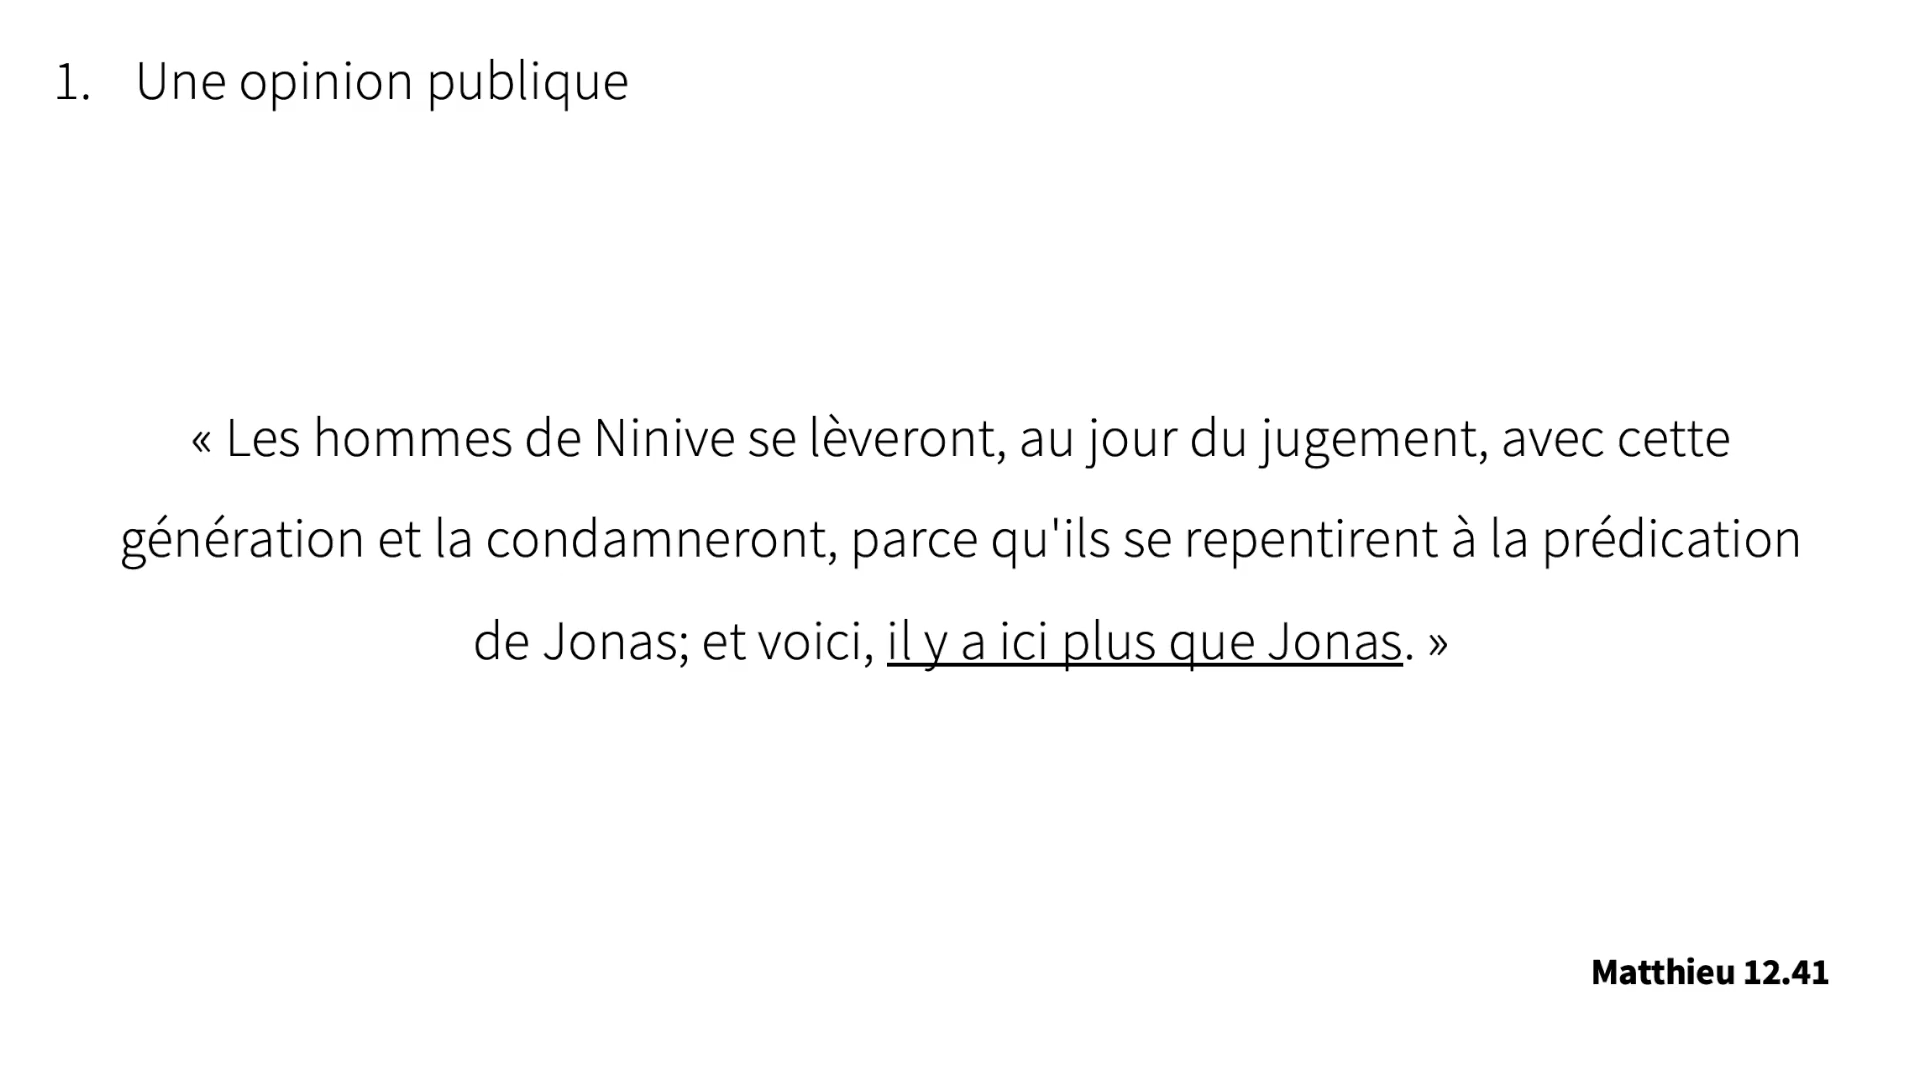 1. Une opinion publique
« Les hommes de Ninive se lèveront, au jour du jugement, avec cette
génération et la condamneront, parce qu'ils se repentirent à la prédication
de Jonas; et voici, il y a ici plus que Jonas. »
Matthieu 12.41